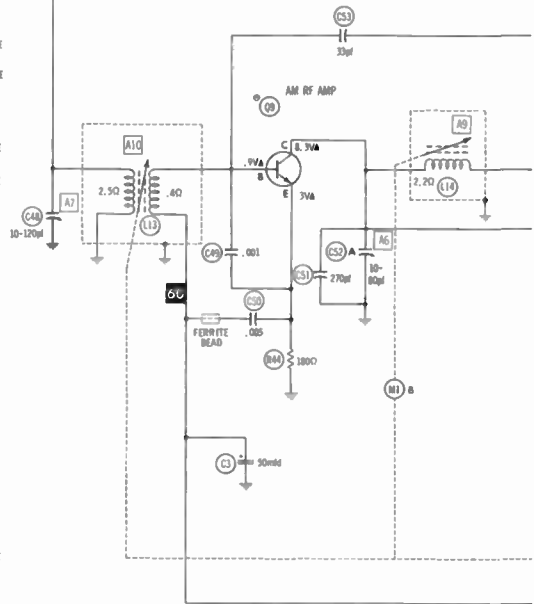 C53
33pf
AM RF AMP
Q9
A9
A10
C 8.3V▲
.9V▲
B
2.5Ω
.4Ω
2.2Ω
L14
E
3V▲
A7
C48
10-120pf
L13
C49
.001
C52 A
A6
10-80pf
C51
270pf
C50
FERRITE BEAD
.005
R44
180Ω
M1 B
C3
+
50mfd